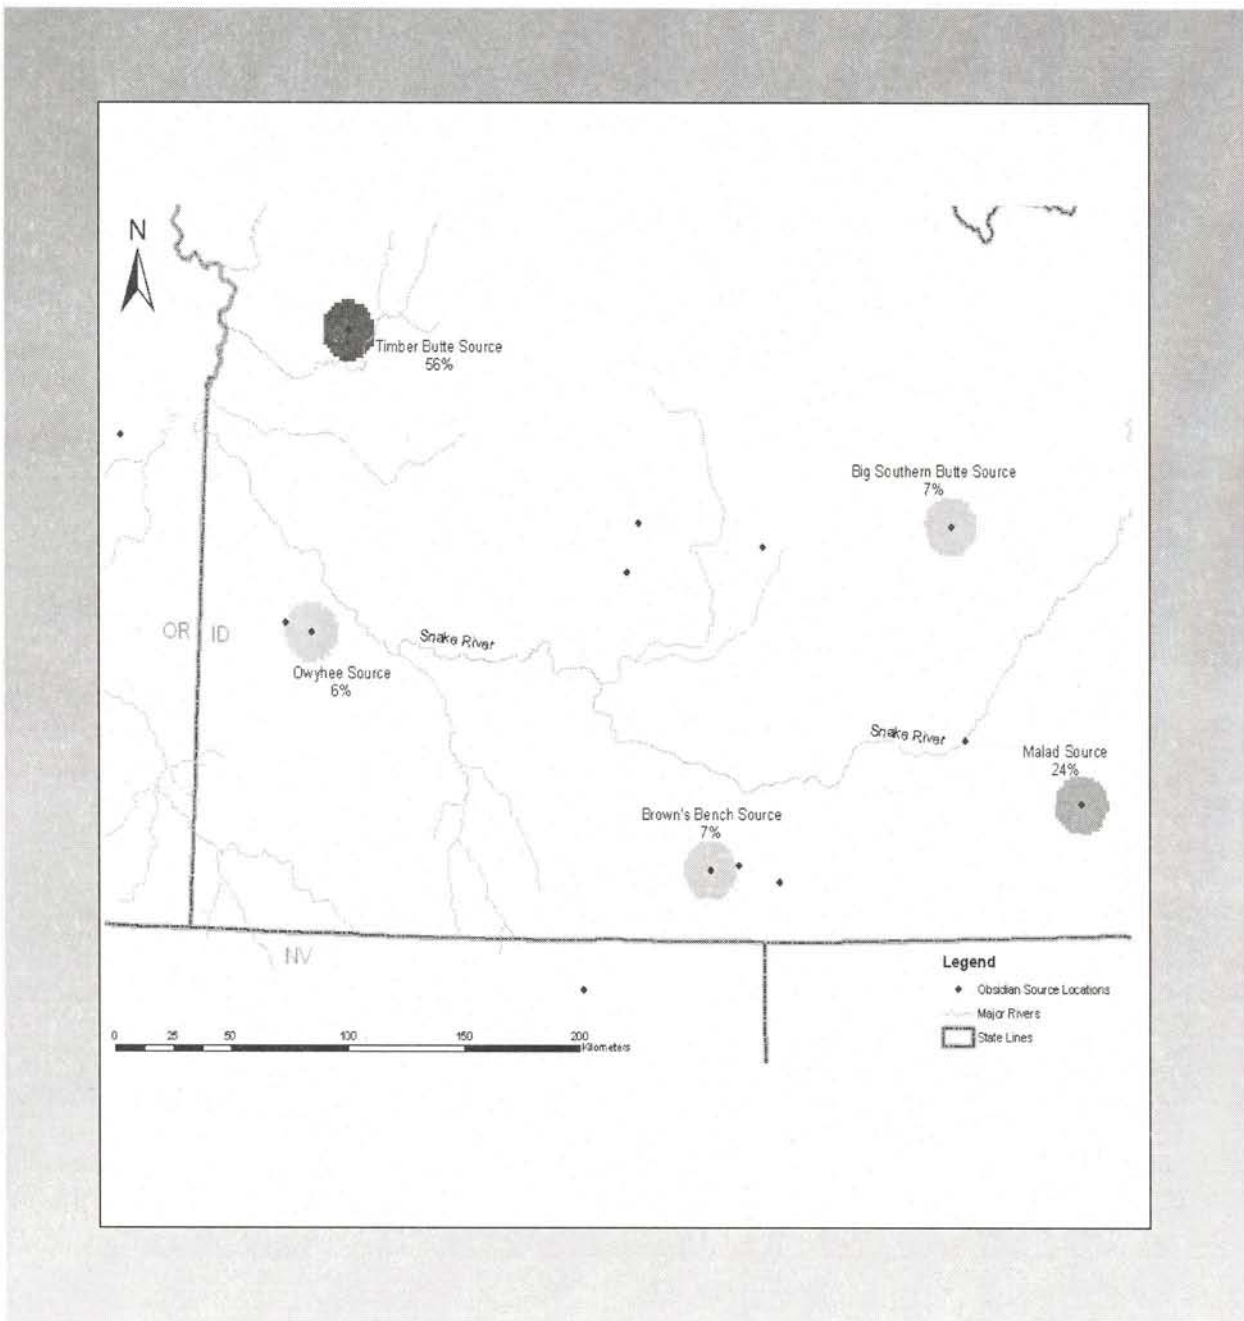 N
Timber Butte Source
56%
Big Southern Butte Source
7%
OR
ID
Snake River
Owyhee Source
6%
Snake River
Malad Source
24%
Brown's Bench Source
7%
NV
Legend
Obsidian Source Locations
Major Rivers
State Lines
0 25 50 100 150 200
Kilometers